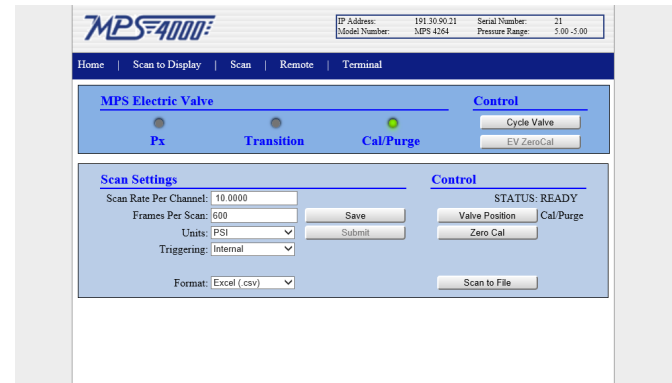 MPS-4000
IP Address: 191.30.90.21 Serial Number: 21
Model Number: MPS 4264 Pressure Range: 5.00 -5.00
Home | Scan to Display | Scan | Remote | Terminal
MPS Electric Valve Control
Cycle Valve
Px Transition Cal/Purge EV ZeroCal
Scan Settings Control
Scan Rate Per Channel: 10.0000 STATUS: READY
Frames Per Scan: 600 Save Valve Position Cal/Purge
Units: PSI Submit Zero Cal
Triggering: Internal
Format: Excel (.csv) Scan to File